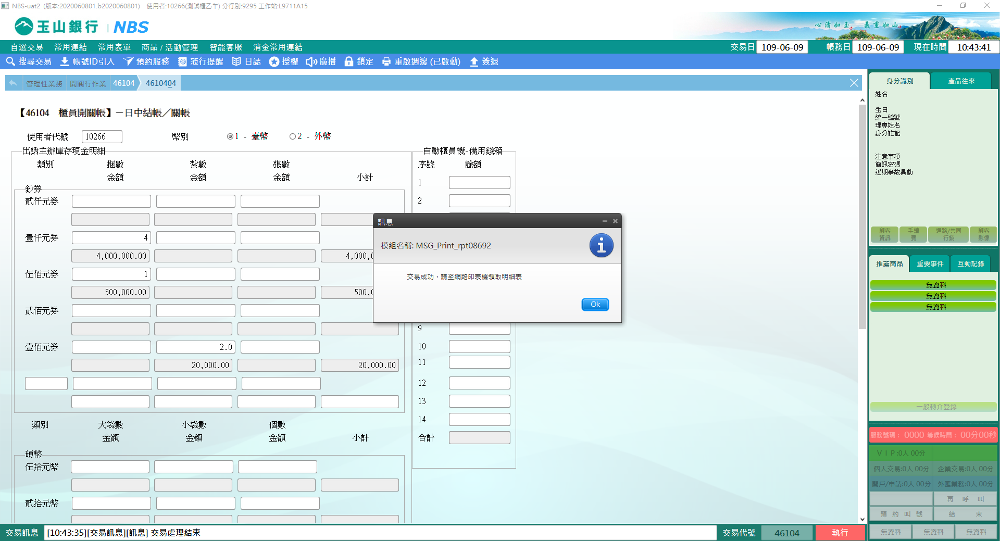 NBS-uat2 (版本:2020060801.b2020060801) 使用者:10266(測試櫃乙午) 分行別:9295 工作站:L9711A15
玉山銀行 | NBS
心清如玉。義重如山。
自選交易 常用連結 常用表單 商品 / 活動管理 智能客服 消金常用連結 交易日 109-06-09 帳務日 109-06-09 現在時間 10:43:41
搜尋交易 帳號ID引入 預約服務 蒞行提醒 日誌 授權 廣播 鎖定 重啟週邊 (已啟動) 簽退
管理性業務 開關行作業 46104 4610404
【46104 櫃員開關帳】－日中結帳／關帳
使用者代號 10266 幣別 1 - 臺幣 2 - 外幣
出納主辦庫存現金明細
類別 捆數 紮數 張數
金額 金額 金額 小計
鈔券
貳仟元券
壹仟元券 4
4,000,000.00 4,000,0
伍佰元券 1
500,000.00 500,0
貳佰元券
壹佰元券 2.0
20,000.00 20,000.00
類別 大袋數 小袋數 個數
金額 金額 金額 小計
硬幣
伍拾元幣
貳拾元幣
自動櫃員機-備用錢箱
序號 餘額
1
2
9
10
11
12
13
14
合計
訊息
模組名稱: MSG_Print_rpt08692
交易成功，請至網路印表機領取明細表
Ok
身分識別 產品往來
姓名
生日
統一編號
理專姓名
身分註記
注意事項
簡訊密碼
近期事故異動
顧客資訊 手續費 通路/共同行銷 顧客影像
推薦商品 重要事件 互動記錄
無資料
無資料
無資料
一般轉介登錄
服務號碼： 0000 等候時間： 00分00秒
ＶＩＰ:0人 00分
個人交易:0人 00分 企業交易:0人 00分
開戶/申請:0人 00分 外匯業務:0人 00分
再 呼 叫
預 約 叫 號 結 束
無資料 無資料 無資料
交易訊息 [10:43:35][交易訊息][訊息] 交易處理結束 交易代號 46104 執行